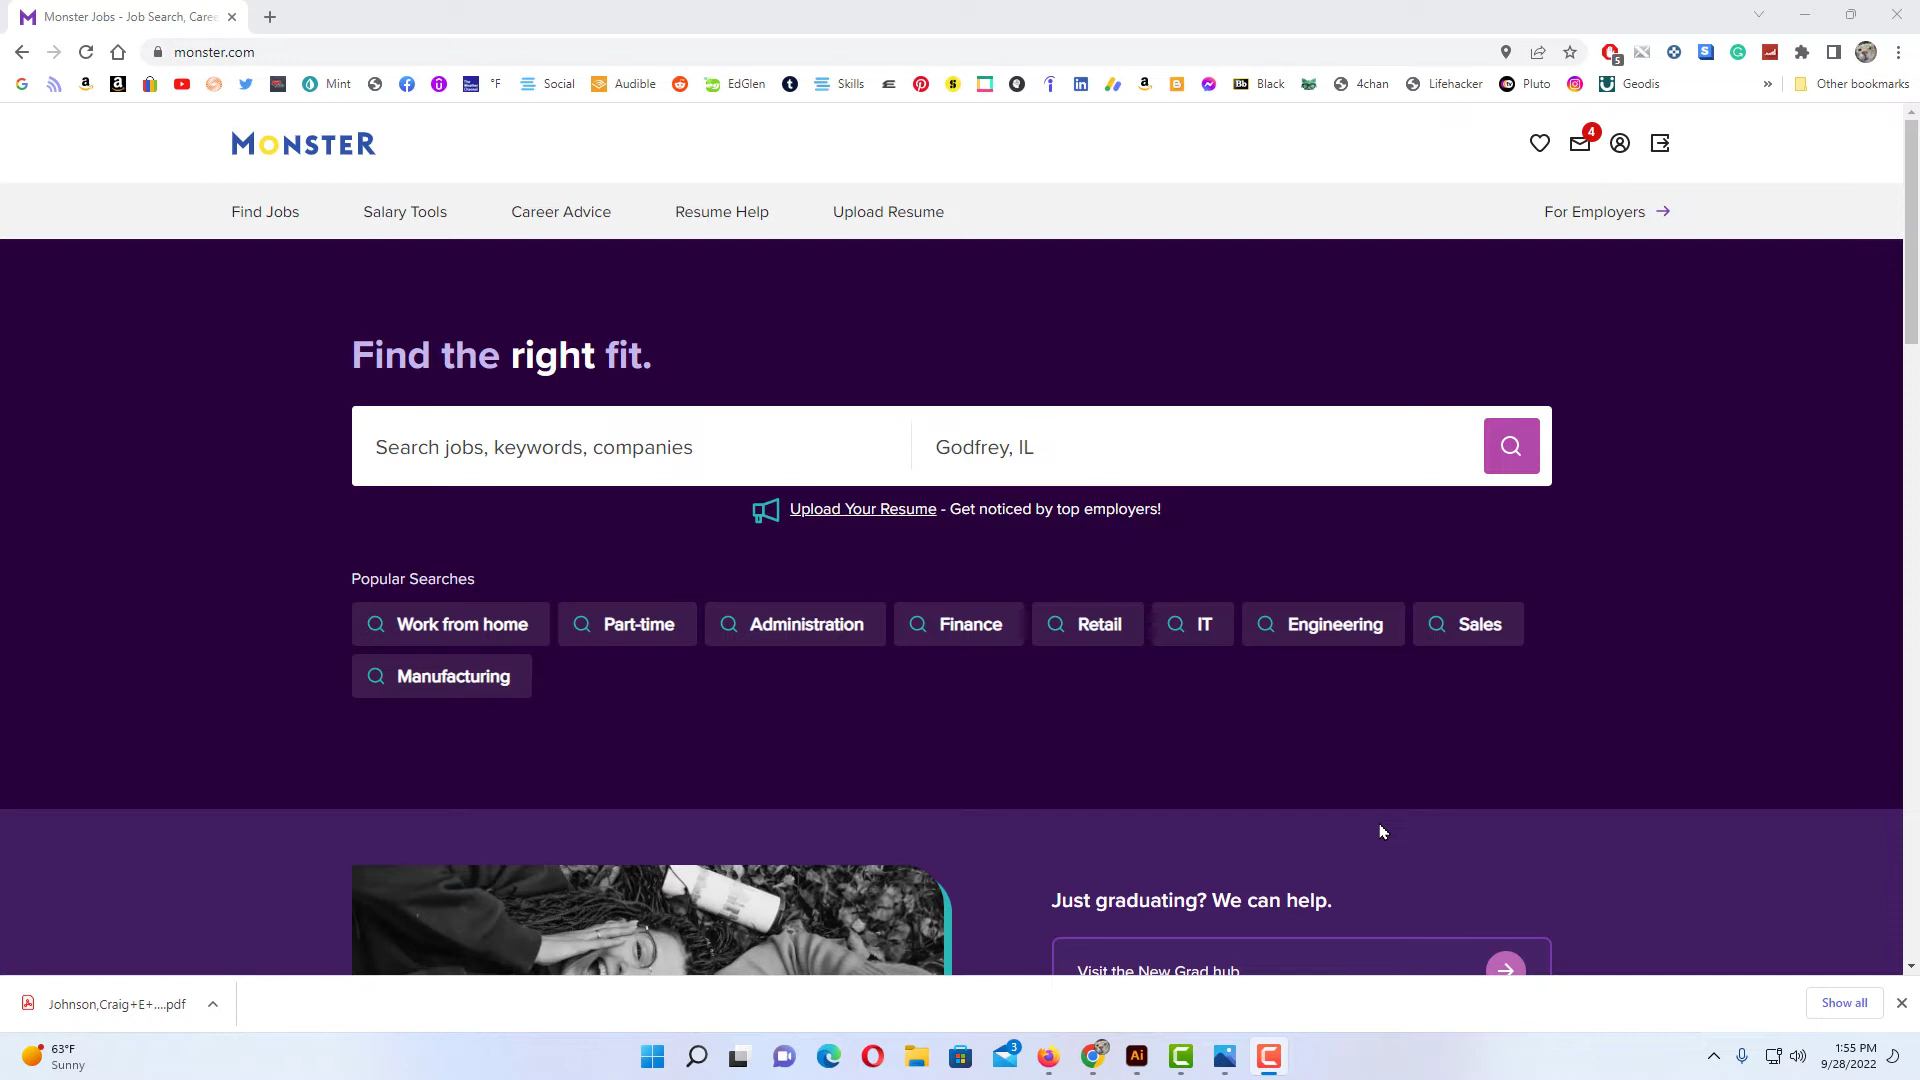 Monster Jobs - Job Search, Caree
monster.com
5
Mint
°F
Social
Audible
EdGlen
Skills
Black
4chan
Lifehacker
Pluto
Geodis
Other bookmarks
MONSTER
4
Find Jobs
Salary Tools
Career Advice
Resume Help
Upload Resume
For Employers
Find the right fit.
Search jobs, keywords, companies
Godfrey, IL
Upload Your Resume - Get noticed by top employers!
Popular Searches
Work from home
Part-time
Administration
Finance
Retail
IT
Engineering
Sales
Manufacturing
Just graduating? We can help.
Visit the New Grad hub
Johnson,Craig+E+....pdf
Show all
63°F
Sunny
3
Ai
1:55 PM
9/28/2022